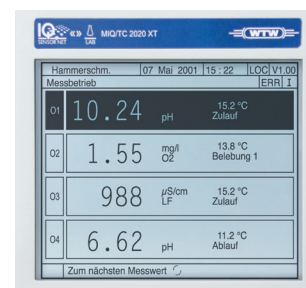 IQ SENSOR NET LAB MIQ/TC 2020 XT WTW
Hammerschm. 07 Mai 2001 15:22 LOC V1.00
Messbetrieb ERR I
01 10.24 pH 15.2 °C Zulauf
02 1.55 mg/l O2 13.8 °C Belebung 1
03 988 µS/cm LF 15.2 °C Zulauf
04 6.62 pH 11.2 °C Ablauf
Zum nächsten Messwert